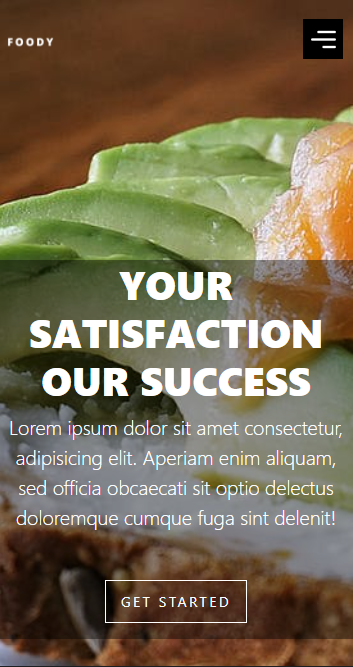 FOODY
YOUR
SATISFACTION
OUR SUCCESS
Lorem ipsum dolor sit amet consectetur,
adipisicing elit. Aperiam enim aliquam,
sed officia obcaecati sit optio delectus
doloremque cumque fuga sint delenit!
GET STARTED